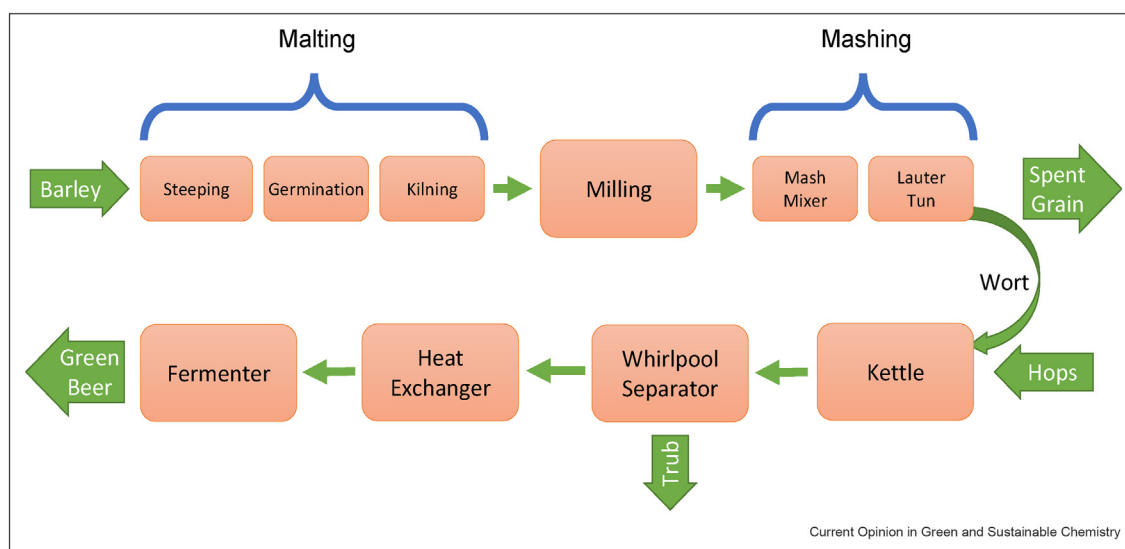 Malting
Mashing
Barley
Steeping
Germination
Kilning
Milling
Mash
Mixer
Lauter
Tun
Spent
Grain
Wort
Green
Beer
Fermenter
Heat
Exchanger
Whirlpool
Separator
Kettle
Hops
Trub
Current Opinion in Green and Sustainable Chemistry